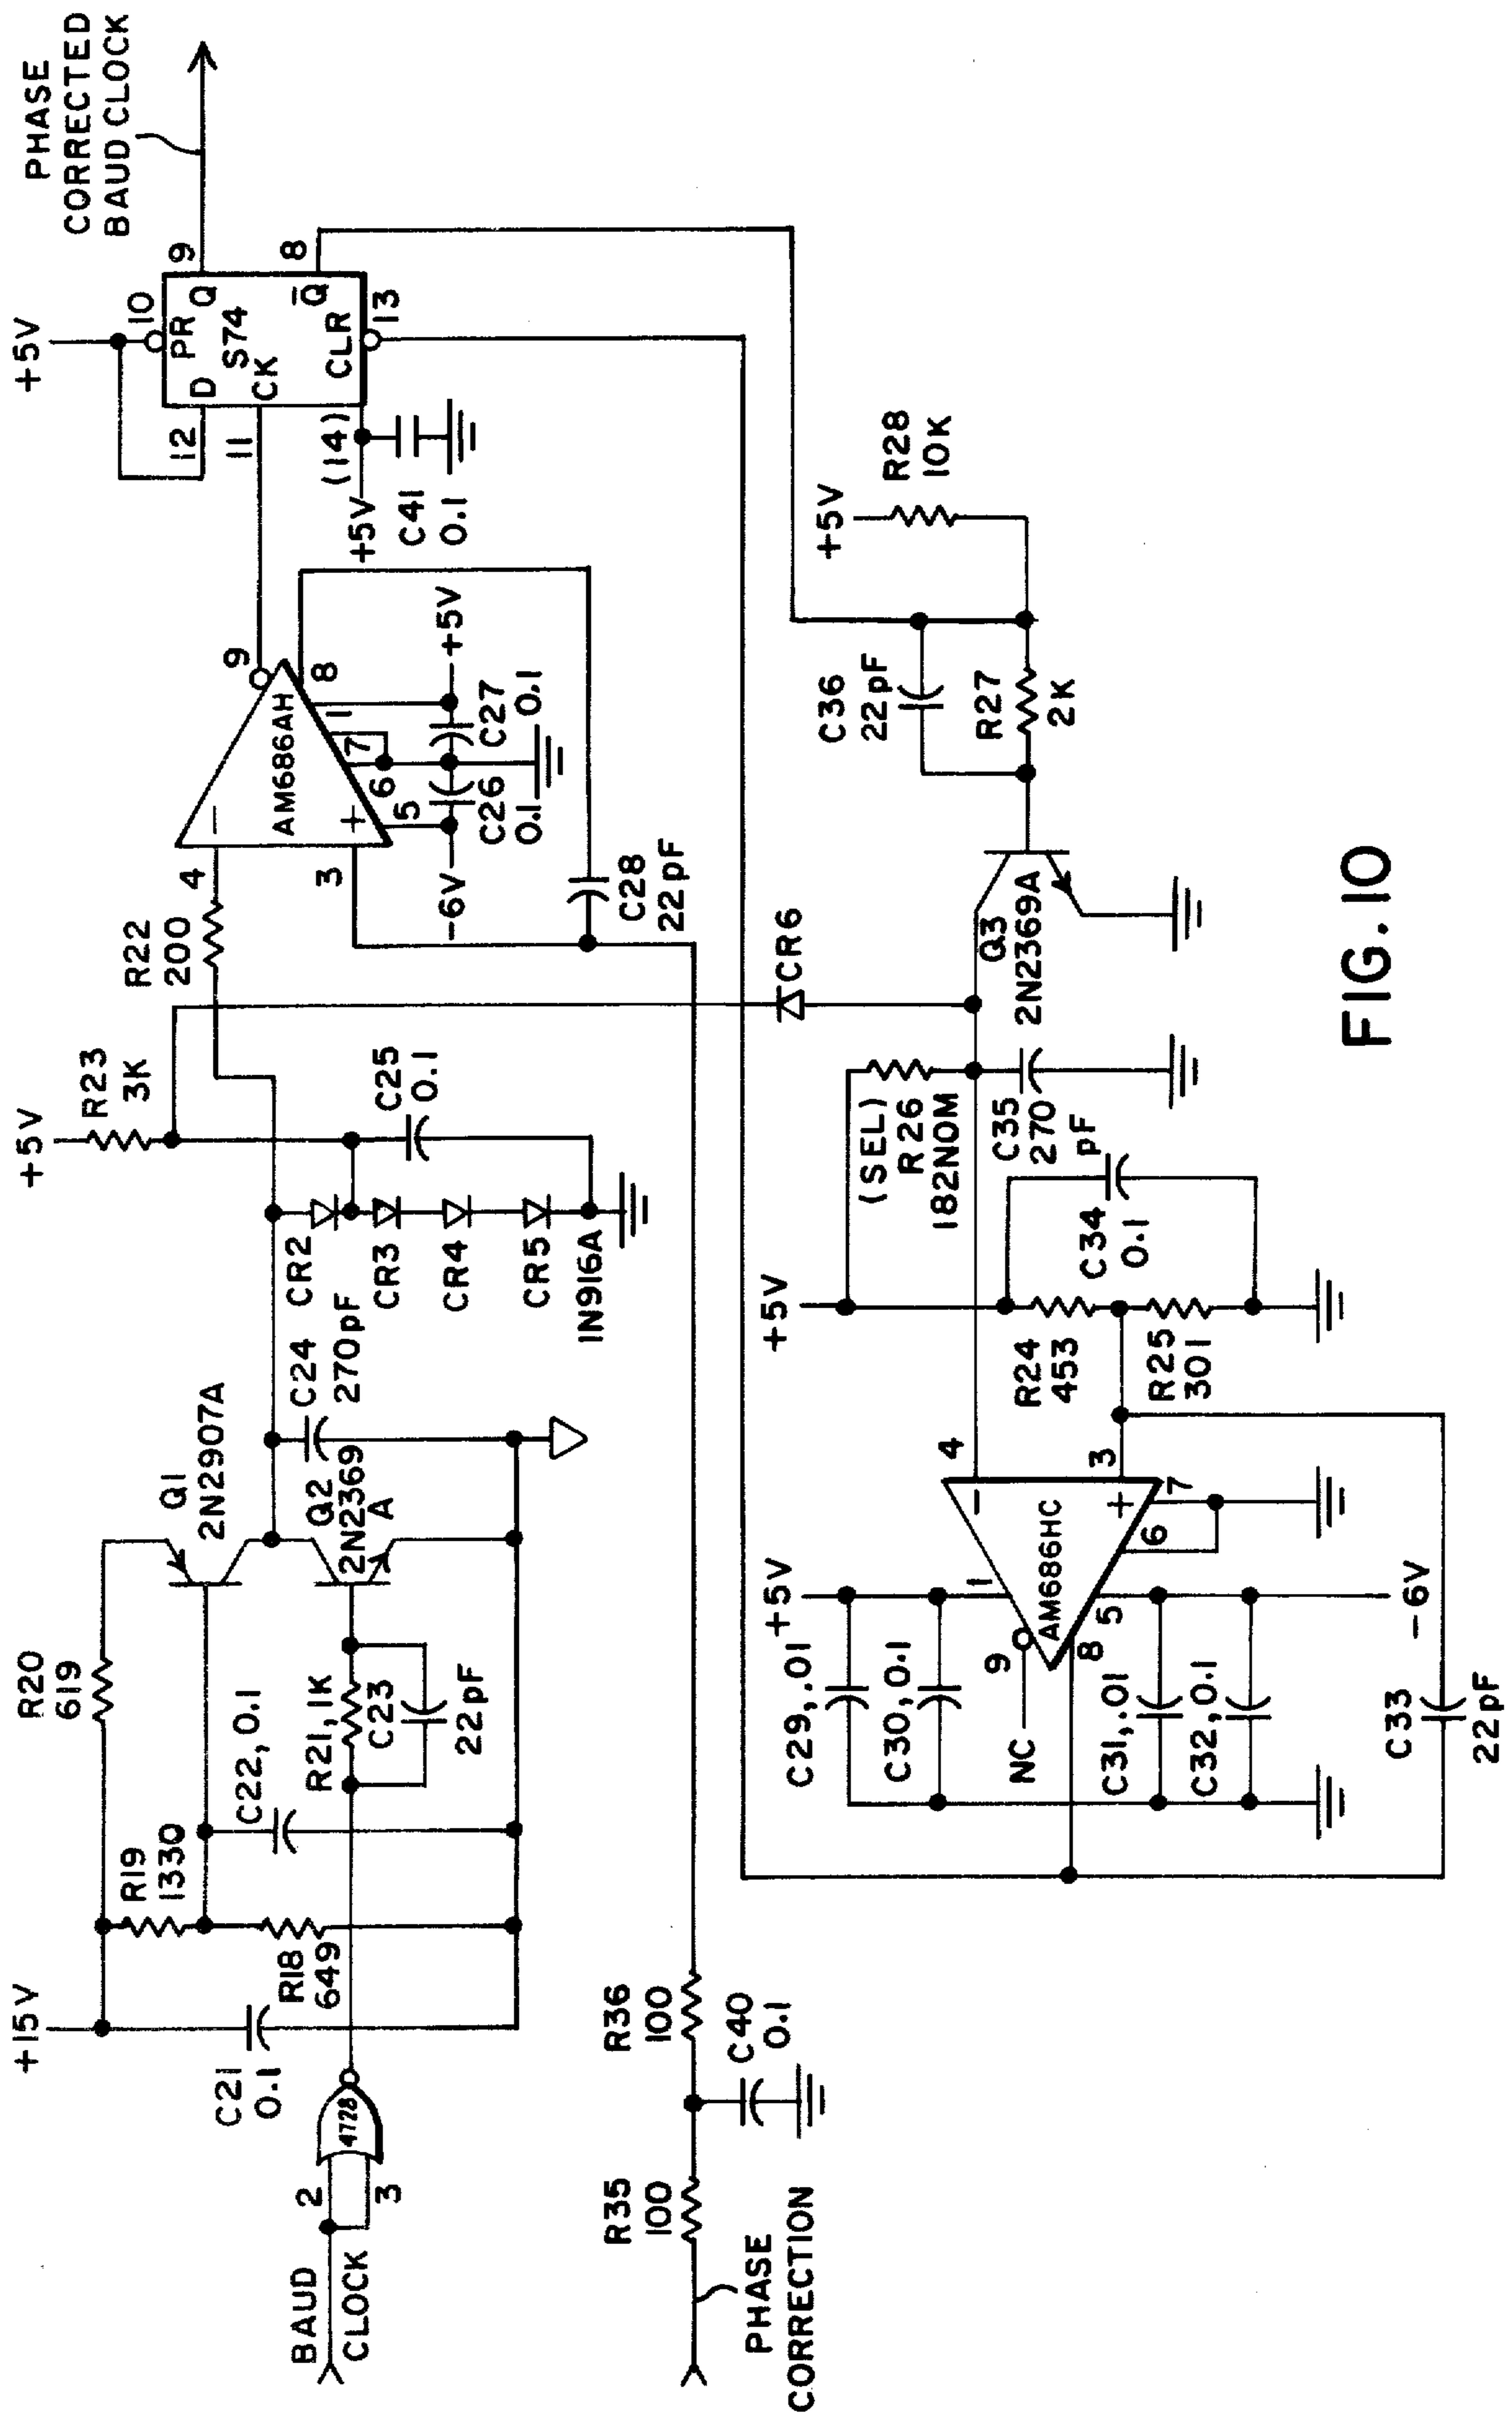 PHASE
CORRECTED
BAUD CLOCK
+15V
R20
619
Q1
2N2907A
+5V
R23
3K
R22
200
4
3
AM686AH
−
+
9
8
1
7
6
5
+5V
10
PR
D
Q
9
S74
CK
12
11
Q
8
CLR
13
(14)
+5V
C41
0.1
R19
1330
C22, 0.1
C21
0.1
R18
649
R21, 1K
C23
22pF
Q2
2N2369
A
C24
270pF
CR2
CR3
CR4
CR5
1N916A
C25
0.1
-6V
C26
0.1
C27
0.1
+5V
C28
22pF
BAUD
CLOCK
2
3
4728
R35
100
R36
100
C40
0.1
PHASE
CORRECTION
CR6
+5V
R28
10K
C36
22pF
R27
2K
Q3
2N2369A
(SEL)
R26
182NOM
C35
270
pF
+5V
C34
0.1
R24
453
R25
301
4
3
−
+
AM686HC
7
6
1
9
8
5
+5V
C29, .01
C30, 0.1
NC
C31, .01
C32, 0.1
-6V
C33
22pF
FIG. 10